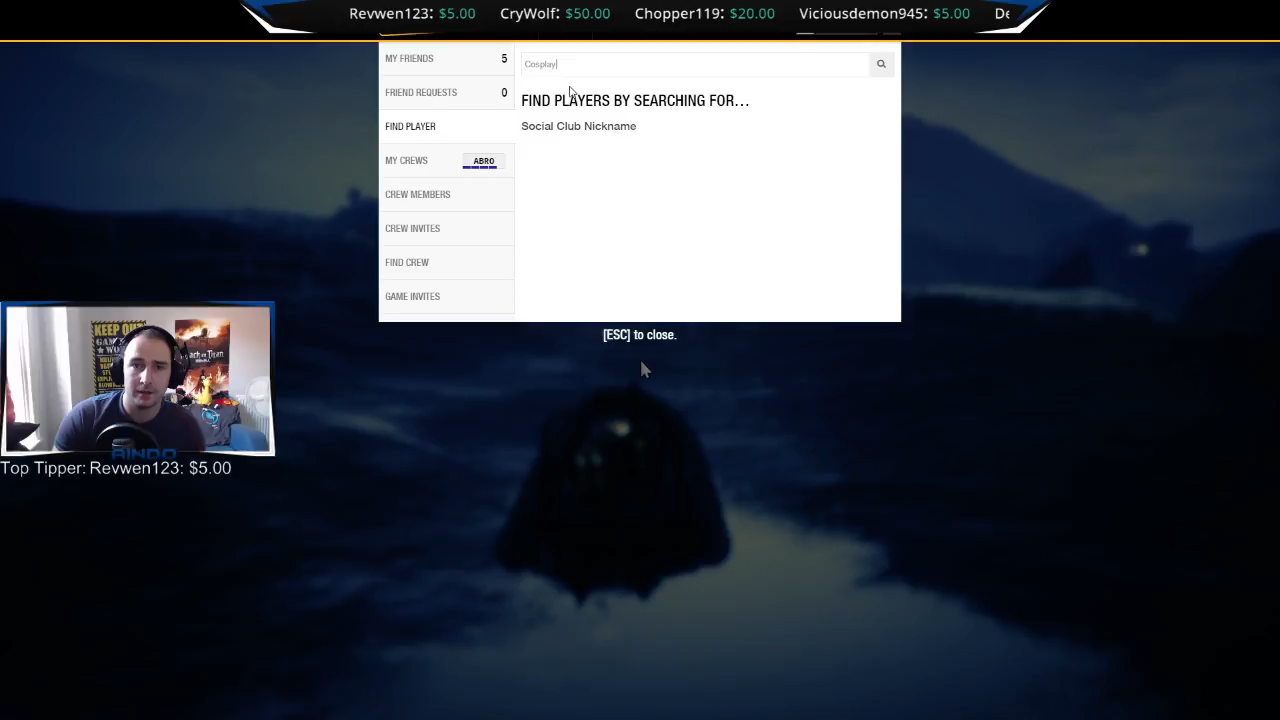 Revwen123: $5.00 CryWolf: $50.00 Chopper119: $20.00 Viciousdemon945: $5.00
MY FRIENDS 5
FRIEND REQUESTS 0
FIND PLAYER
MY CREWS ABRO
CREW MEMBERS
CREW INVITES
FIND CREW
GAME INVITES
Cosplay
FIND PLAYERS BY SEARCHING FOR...
Social Club Nickname
[ESC] to close.
KEEP OUT
Top Tipper: Revwen123: $5.00